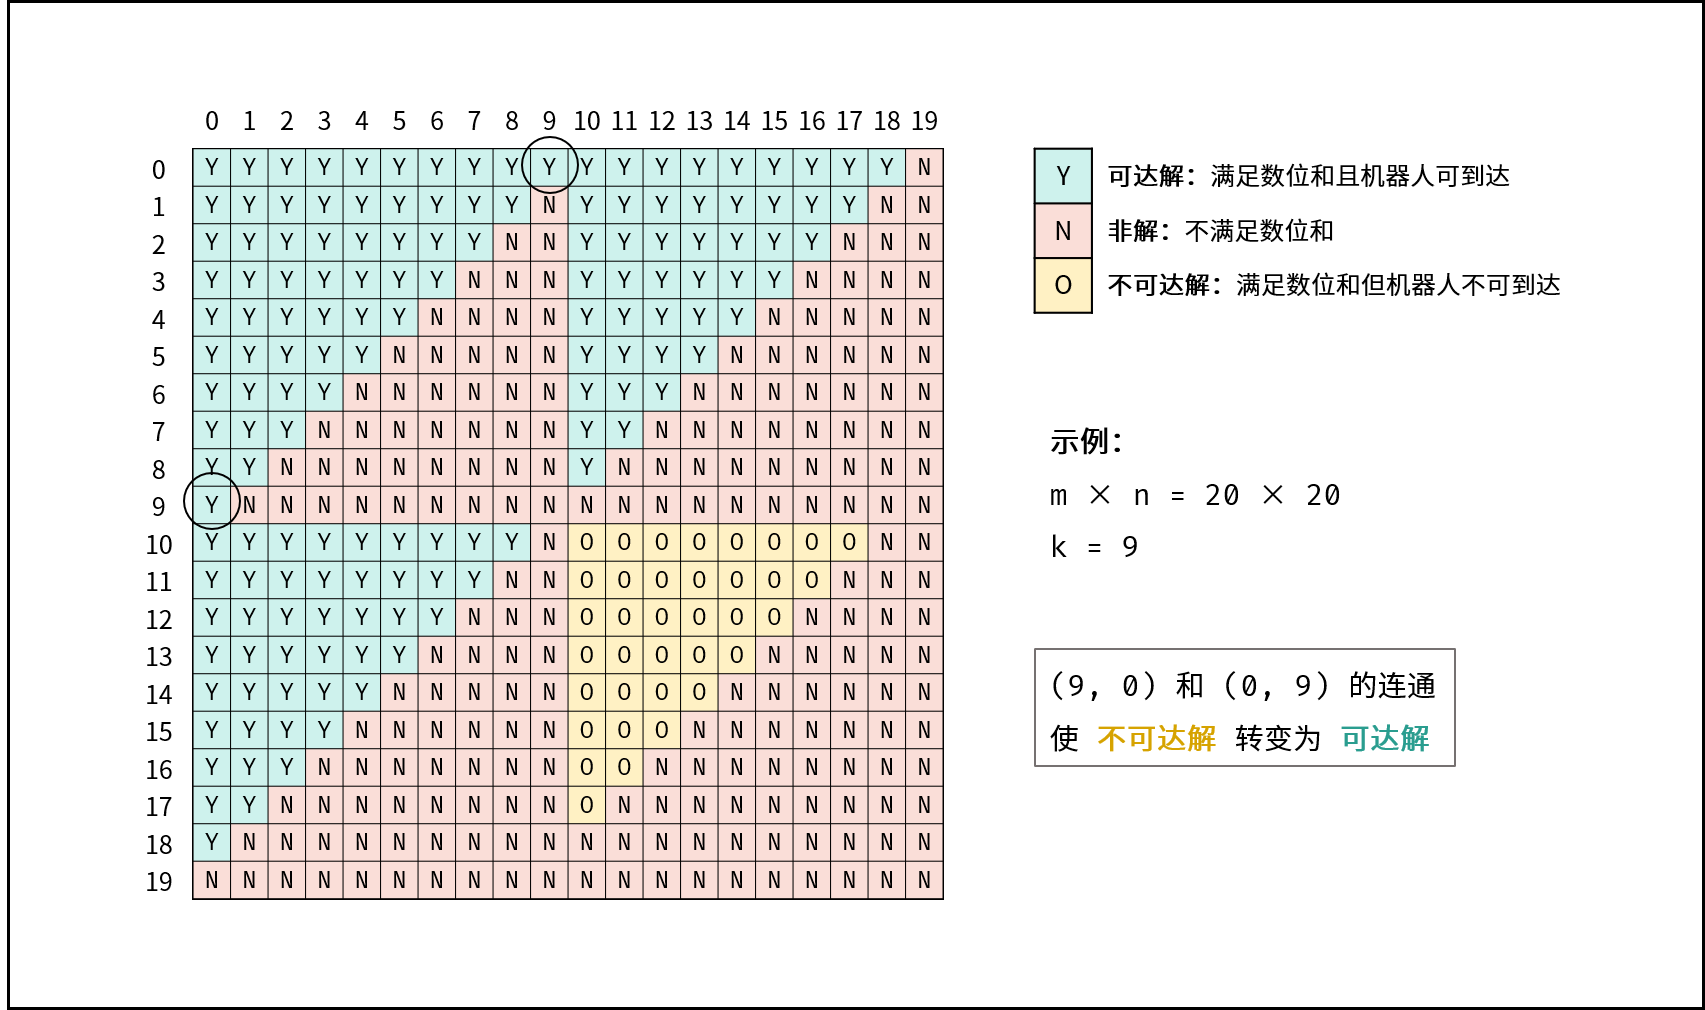 0 1 2 3 4 5 6 7 8 9 10 11 12 13 14 15 16 17 18 19
0 Y Y Y Y Y Y Y Y Y Y Y Y Y Y Y Y Y Y Y N
1 Y Y Y Y Y Y Y Y Y N Y Y Y Y Y Y Y Y N N
2 Y Y Y Y Y Y Y Y N N Y Y Y Y Y Y Y N N N
3 Y Y Y Y Y Y Y N N N Y Y Y Y Y Y N N N N
4 Y Y Y Y Y Y N N N N Y Y Y Y Y N N N N N
5 Y Y Y Y Y N N N N N Y Y Y Y N N N N N N
6 Y Y Y Y N N N N N N Y Y Y N N N N N N N
7 Y Y Y N N N N N N N Y Y N N N N N N N N
8 Y Y N N N N N N N N Y N N N N N N N N N
9 Y N N N N N N N N N N N N N N N N N N N
10 Y Y Y Y Y Y Y Y Y N O O O O O O O O N N
11 Y Y Y Y Y Y Y Y N N O O O O O O O N N N
12 Y Y Y Y Y Y Y N N N O O O O O O N N N N
13 Y Y Y Y Y Y N N N N O O O O O N N N N N
14 Y Y Y Y Y N N N N N O O O O N N N N N N
15 Y Y Y Y N N N N N N O O O N N N N N N N
16 Y Y Y N N N N N N N O O N N N N N N N N
17 Y Y N N N N N N N N O N N N N N N N N N
18 Y N N N N N N N N N N N N N N N N N N N
19 N N N N N N N N N N N N N N N N N N N N
Y 可达解：满足数位和且机器人可到达
N 非解：不满足数位和
O 不可达解：满足数位和但机器人不可到达
示例：
m × n = 20 × 20
k = 9
(9, 0) 和 (0, 9) 的连通
使 不可达解 转变为 可达解